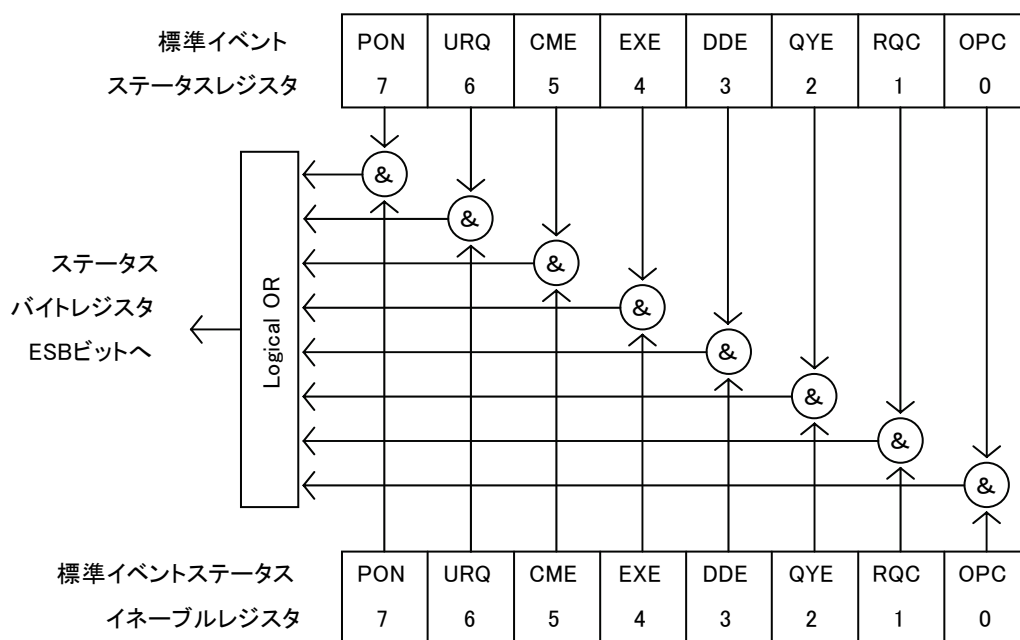 標準イベント
ステータスレジスタ
PON URQ CME EXE DDE QYE RQC OPC
7 6 5 4 3 2 1 0
&
&
&
&
&
&
&
&
Logical OR
ステータス
バイトレジスタ
ESBビットへ
標準イベントステータス
イネーブルレジスタ
PON URQ CME EXE DDE QYE RQC OPC
7 6 5 4 3 2 1 0